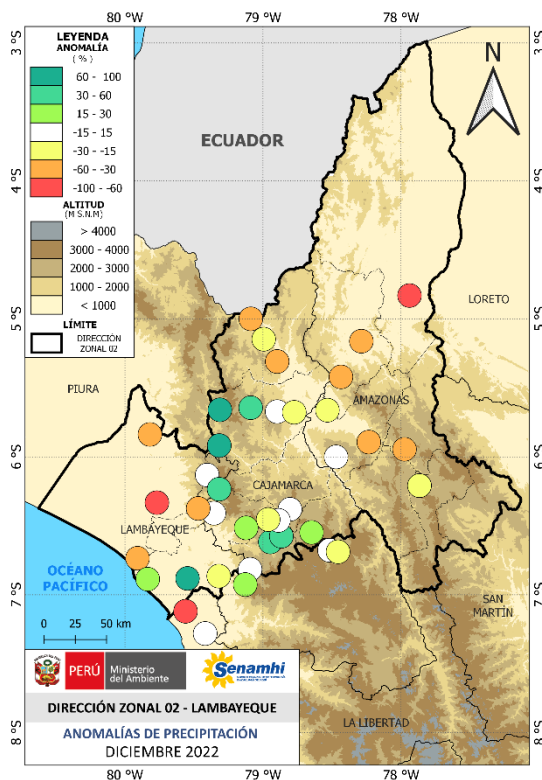 80 °W
79 °W
78 °W
3 °S
4 °S
5 °S
6 °S
7 °S
8 °S
LEYENDA
ANOMALÍA
( % )
60 - 100
30 - 60
15 - 30
-15 - 15
-30 - -15
-60 - -30
-100 - -60
ALTITUD
(M S.N.M)
> 4000
3000 - 4000
2000 - 3000
1000 - 2000
< 1000
LÍMITE
DIRECCIÓN
ZONAL 02
N
ECUADOR
LORETO
PIURA
AMAZONAS
CAJAMARCA
LAMBAYEQUE
OCÉANO
PACÍFICO
SAN
MARTÍN
LA LIBERTAD
0 25 50 km
PERÚ
Ministerio
del Ambiente
Senamhi
DIRECCIÓN ZONAL 02 - LAMBAYEQUE
ANOMALÍAS DE PRECIPITACIÓN
DICIEMBRE 2022
80 °W
79 °W
78 °W